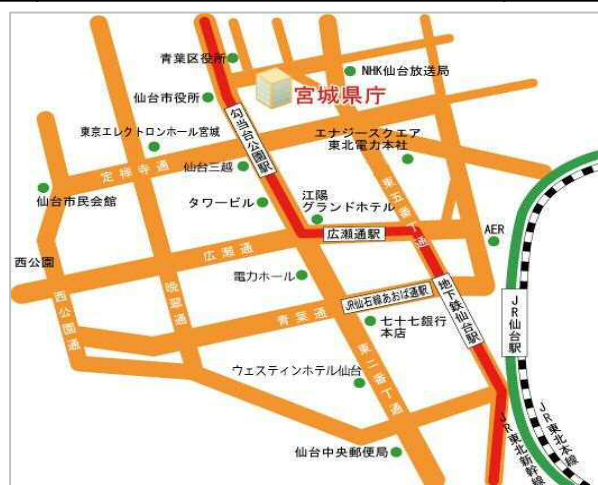 青葉区役所
NHK仙台放送局
仙台市役所
宮城県庁
勾当台公園駅
東京エレクトロンホール宮城
エナジースクエア
東北電力本社
定禅寺通
仙台三越
仙台市民会館
タワービル
江陽
グランドホテル
東五番丁通
広瀬通駅
AER
広瀬通
西公園
電力ホール
JR仙石線あおば通駅
地下鉄仙台駅
JR仙台駅
西公園通
晩翠通
青葉通
七十七銀行
本店
東二番丁通
ウェスティンホテル仙台
仙台中央郵便局
JR東北新幹線
JR東北本線